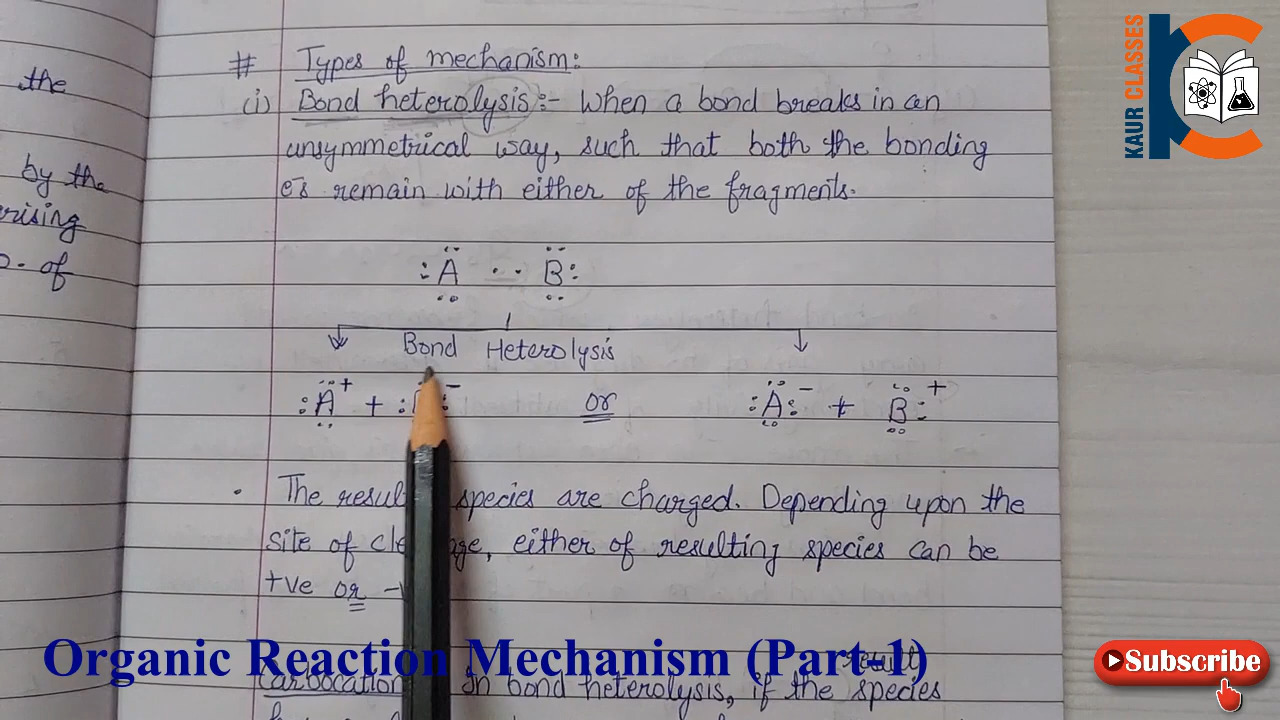 # Types of mechanism:
the
(i) Bond heterolysis:- When a bond breaks in an
unsymmetrical way, such that both the bonding
by the
es remain with either of the fragments.
rising
of
:A ·· B:
Bond Heterolysis
:A+ + : :− or :A:− + B:+
• The species are charged. Depending upon the
site of either of resulting species can be
+ve or
result
Carbocation In bond heterolysis, if the species
KAUR CLASSES
Organic Reaction Mechanism (Part-1)
Subscribe